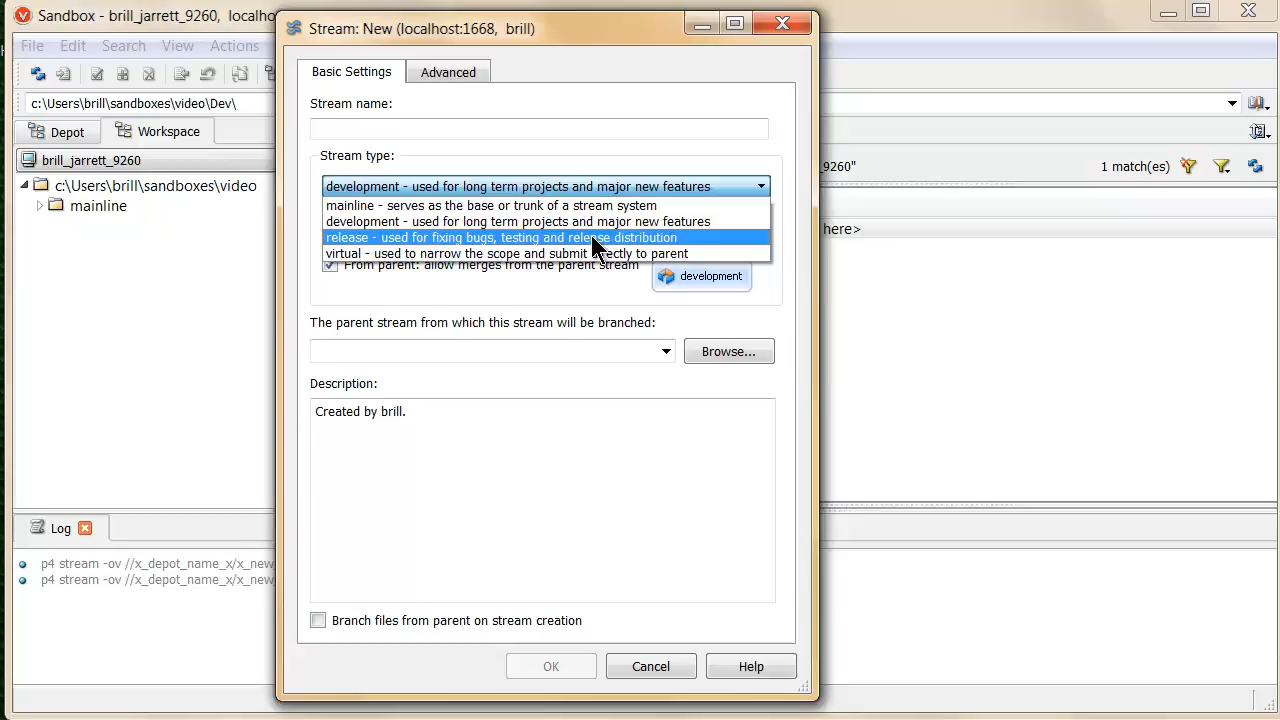 Sandbox - brill_jarrett_9260, localho
Stream: New (localhost:1668, brill)
File Edit Search View Actions
Basic Settings
Advanced
Stream name:
c:\Users\brill\sandboxes\video\Dev\
Depot
Workspace
Stream type:
brill_jarrett_9260
_9260"
1 match(es)
development - used for long term projects and major new features
c:\Users\brill\sandboxes\video
mainline - serves as the base or trunk of a stream system
mainline
development - used for long term projects and major new features
here>
release - used for fixing bugs, testing and release distribution
virtual - used to narrow the scope and submit directly to parent
From parent: allow merges from the parent stream
development
The parent stream from which this stream will be branched:
Browse...
Description:
Created by brill.
Log
p4 stream -ov //x_depot_name_x/x_new
p4 stream -ov //x_depot_name_x/x_new
Branch files from parent on stream creation
OK
Cancel
Help